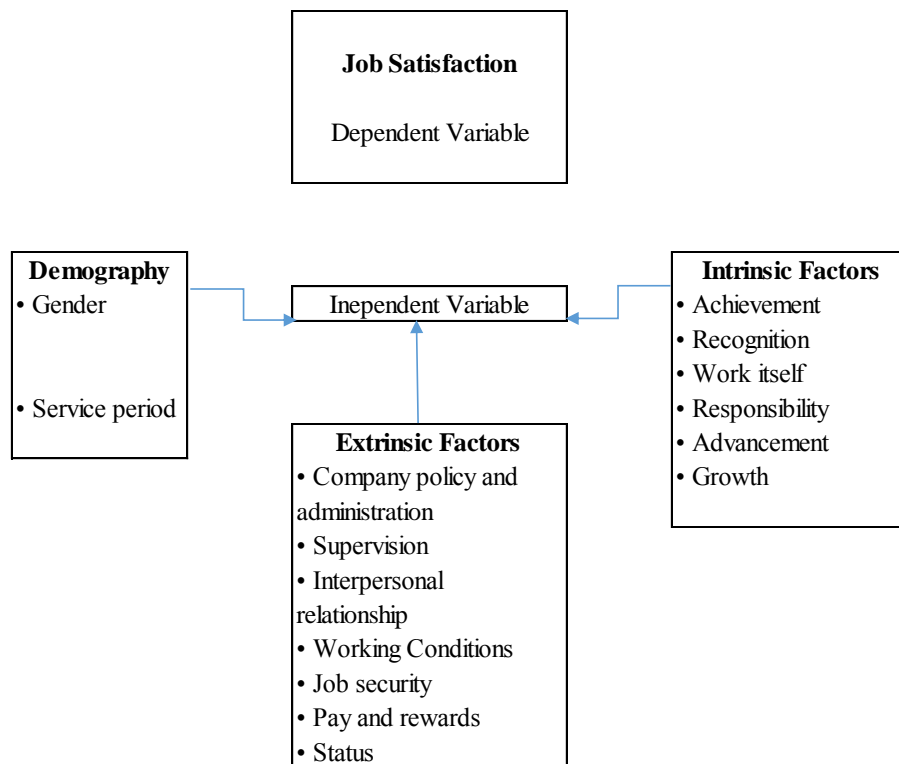 Job Satisfaction
Dependent Variable
Demography
• Gender
• Service period
Inependent Variable
Intrinsic Factors
• Achievement
• Recognition
• Work itself
• Responsibility
• Advancement
• Growth
Extrinsic Factors
• Company policy and
administration
• Supervision
• Interpersonal
relationship
• Working Conditions
• Job security
• Pay and rewards
• Status